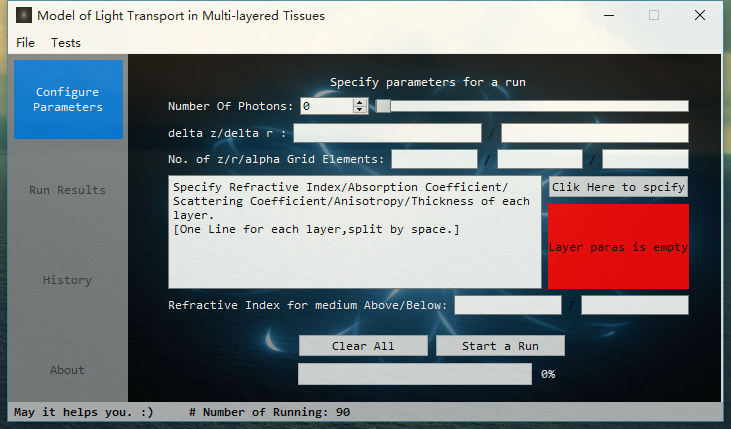 Model of Light Transport in Multi-layered Tissues
File Tests
Configure
Parameters
Run Results
History
About
Specify parameters for a run
Number Of Photons: 0
delta z/delta r : /
No. of z/r/alpha Grid Elements: / /
Specify Refractive Index/Absorption Coefficient/
Scattering Coefficient/Anisotropy/Thickness of each
layer.
[One Line for each layer,split by space.]
Clik Here to spcify
Layer paras is empty
Refractive Index for medium Above/Below: /
Clear All Start a Run
0%
May it helps you. :) # Number of Running: 90